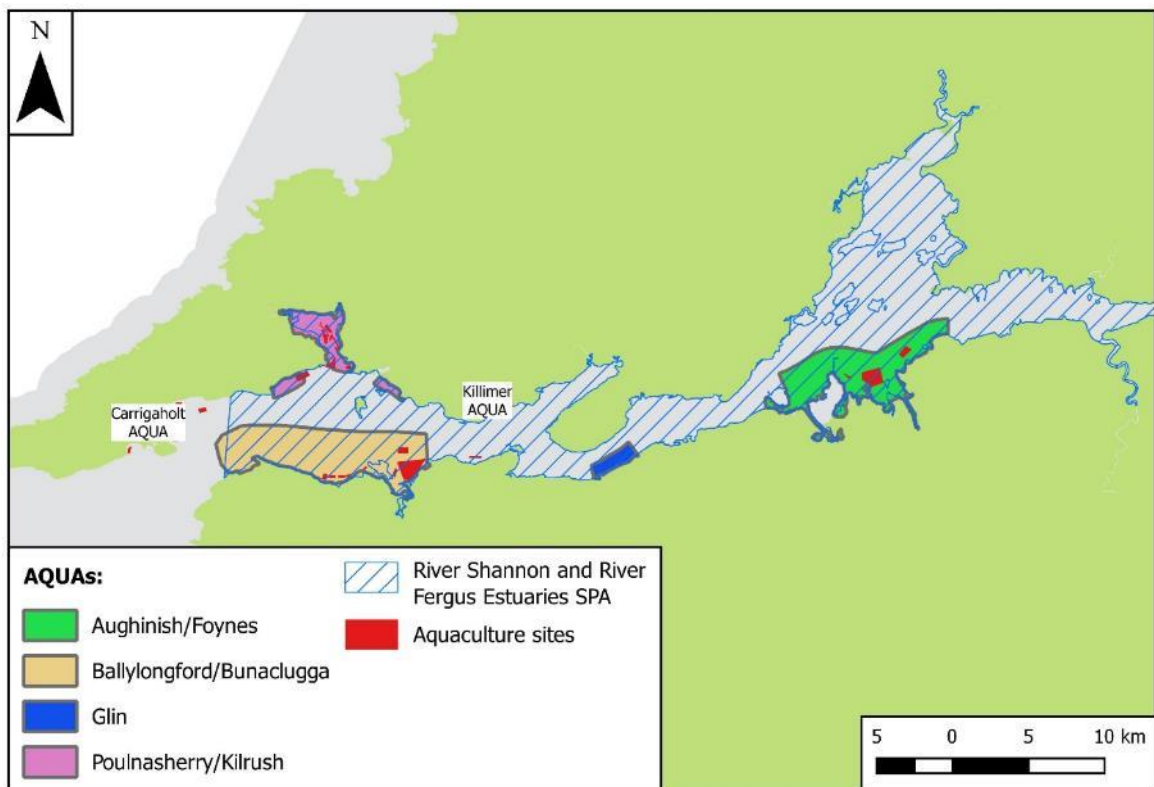 N
Carrigaholt
AQUA
Killimer
AQUA
AQUAs:
Aughinish/Foynes
Ballylongford/Bunaclugga
Glin
Poulnasherry/Kilrush
River Shannon and River
Fergus Estuaries SPA
Aquaculture sites
5 0 5 10 km